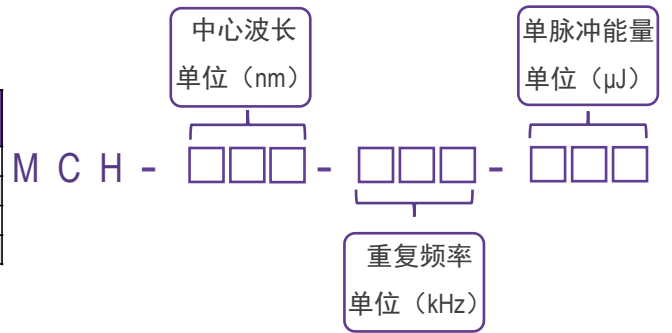 中心波长
单位（nm）
单脉冲能量
单位（μJ）
MCH-□□□-□□□-□□□
重复频率
单位（kHz）